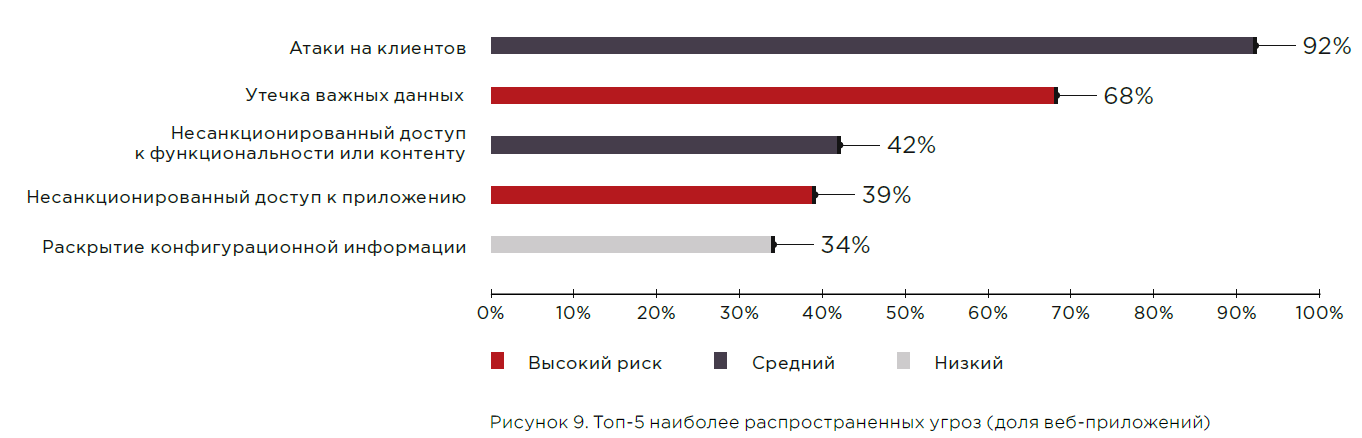 Атаки на клиентов
92%
Утечка важных данных
68%
Несанкционированный доступ
к функциональности или контенту
42%
Несанкционированный доступ к приложению
39%
Раскрытие конфигурационной информации
34%
0% 10% 20% 30% 40% 50% 60% 70% 80% 90% 100%
Высокий риск Средний Низкий
Рисунок 9. Топ-5 наиболее распространенных угроз (доля веб-приложений)